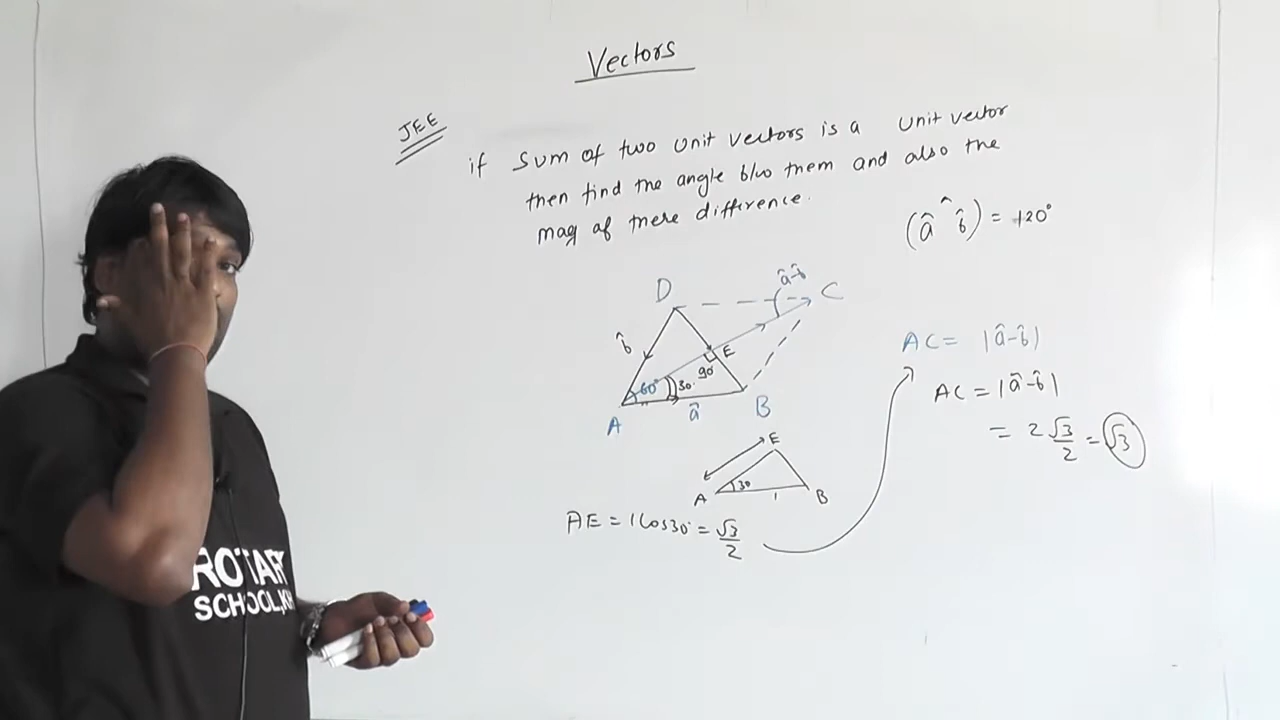 Vectors
JEE
if sum of two unit vectors is a unit vector
then find the angle b/w them and also the
mag of there difference.
(â ^ b̂) = 120°
D
â-b̂
C
b̂
E
90
60°
30°
A
â
B
AC = |â-b̂|
AC = |â-b̂|
= 2 √3/2 = √3
E
A
30
1
B
AE = 1 cos30° = √3/2
ROTARY
SCHOOL,KH